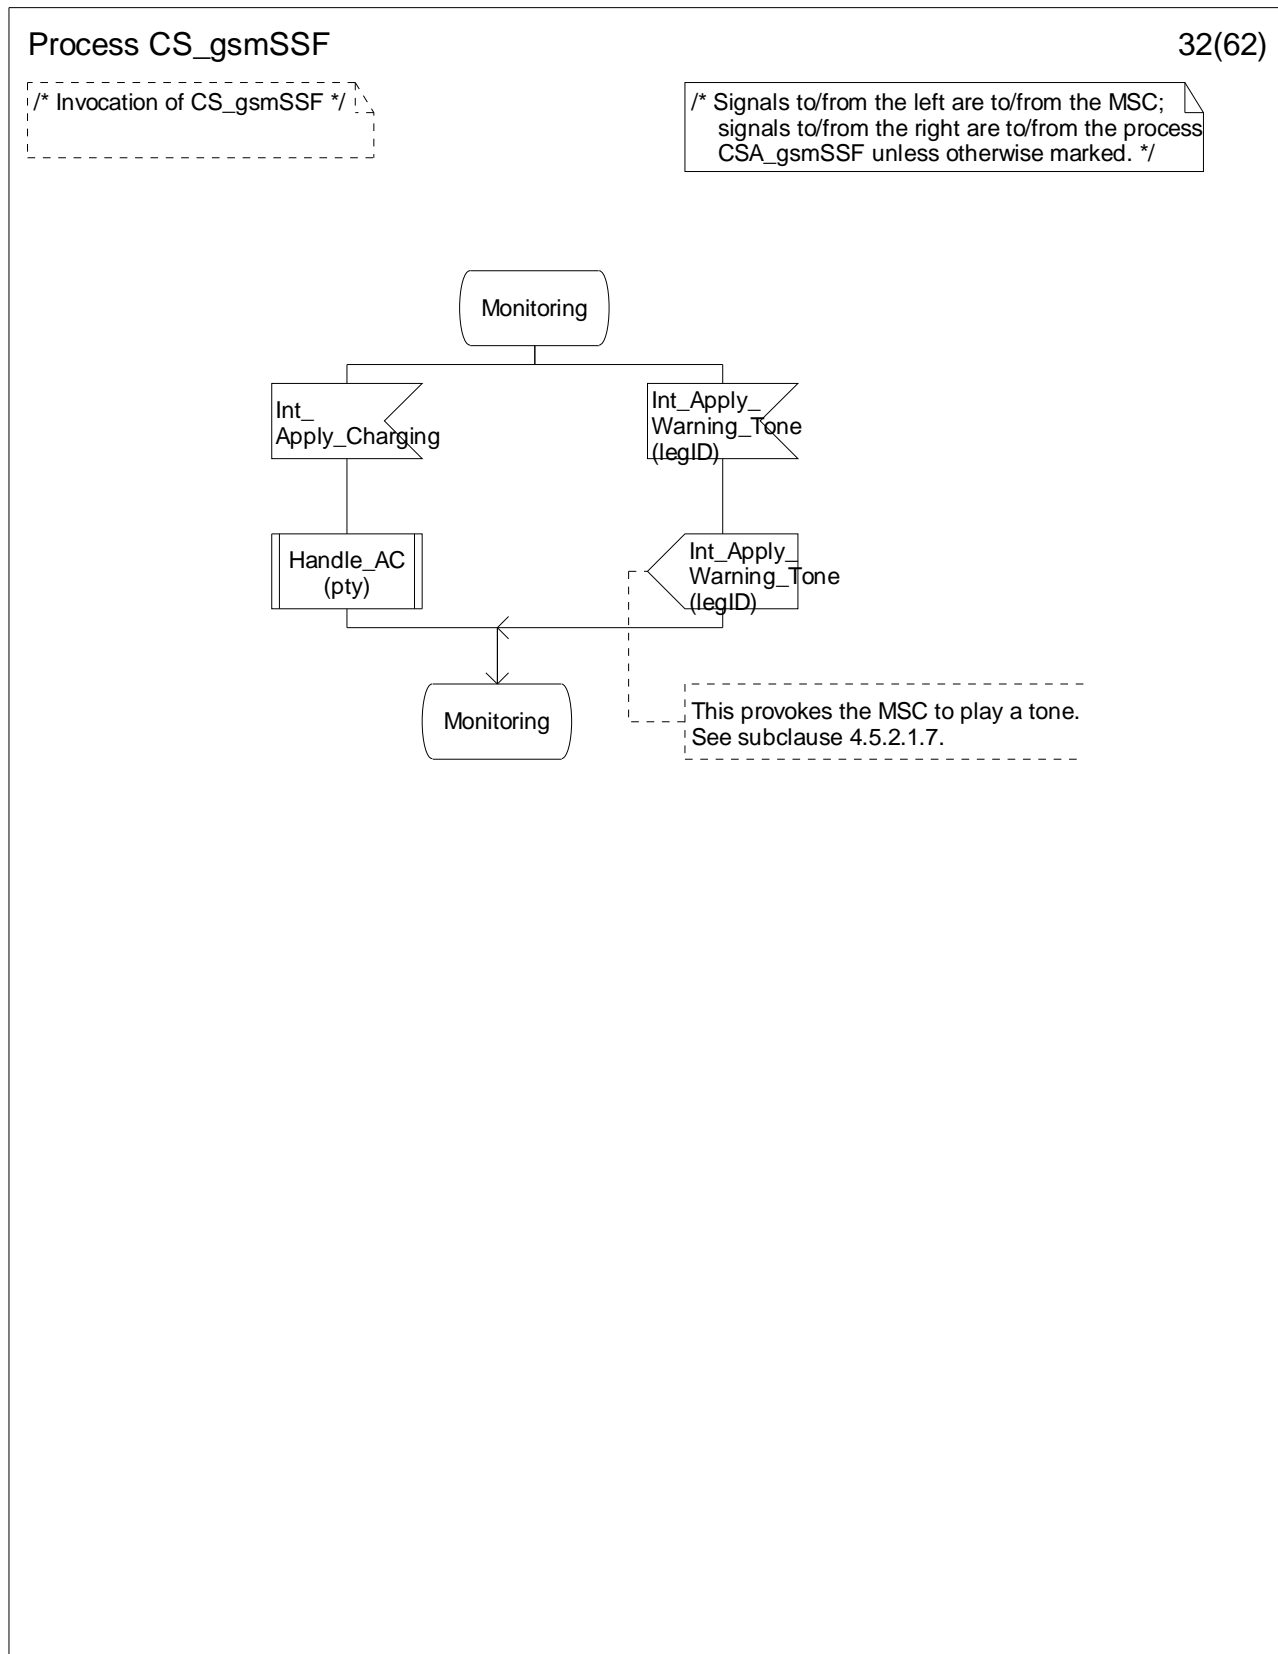 Process CS_gsmSSF
32(62)
/* Invocation of CS_gsmSSF */
/* Signals to/from the left are to/from the MSC;
signals to/from the right are to/from the process
CSA_gsmSSF unless otherwise marked. */
Monitoring
Int_
Apply_Charging
Int_Apply_
Warning_Tone
(legID)
Handle_AC
(pty)
Int_Apply_
Warning_Tone
(legID)
Monitoring
This provokes the MSC to play a tone.
See subclause 4.5.2.1.7.